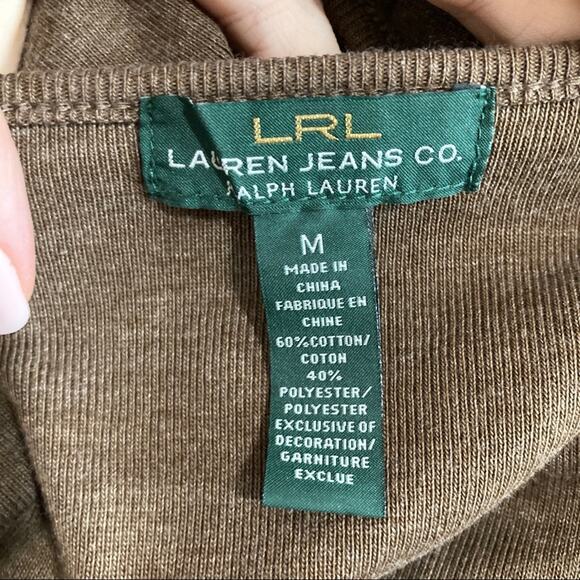 LRL
LAUREN JEANS CO.
RALPH LAUREN
M
MADE IN
CHINA
FABRIQUE EN
CHINE
60%COTTON/
COTON
40%
POLYESTER/
POLYESTER
EXCLUSIVE OF
DECORATION/
GARNITURE
EXCLUE